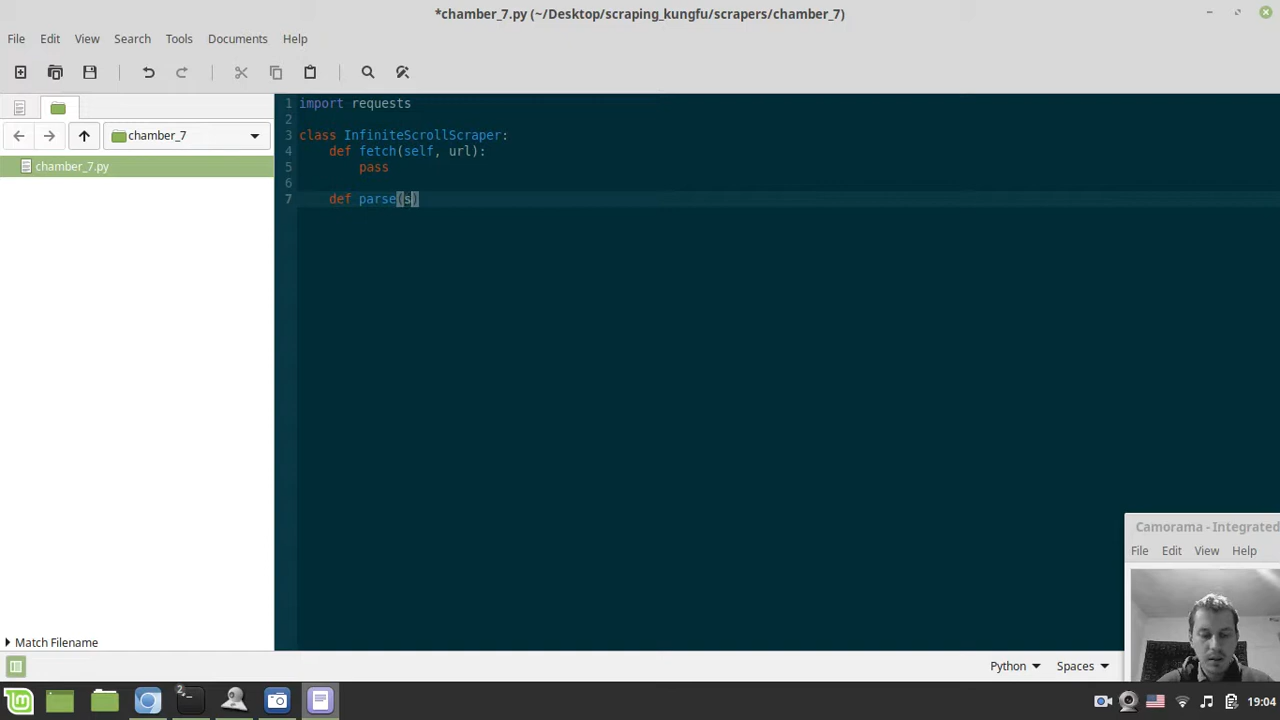 *chamber_7.py (~/Desktop/scraping_kungfu/scrapers/chamber_7)
File Edit View Search Tools Documents Help
chamber_7
chamber_7.py
1 import requests
2
3 class InfiniteScrollScraper:
4 def fetch(self, url):
5 pass
6
7 def parse(s)
Camorama - Integrated
File Edit View Help
Match Filename
Python Spaces
19:04